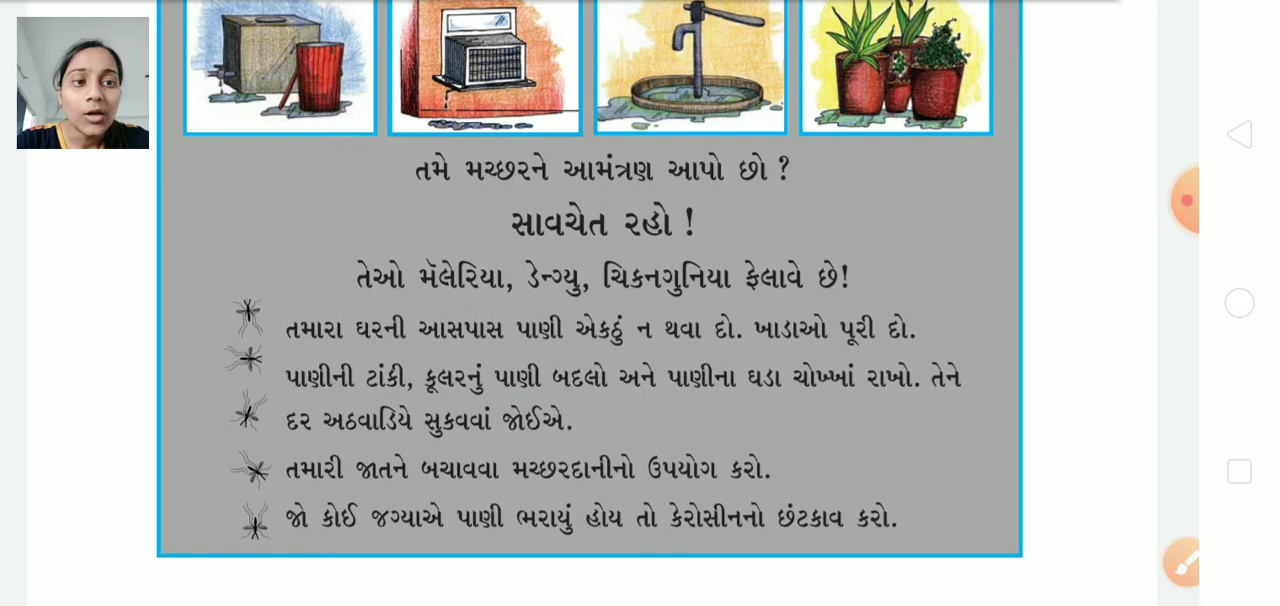 તમે મચ્છરને આમંત્રણ આપો છો ?
સાવચેત રહો !
તેઓ મૅલેરિયા, ડેન્ગ્યુ, ચિકનગુનિયા ફેલાવે છે!
તમારા ઘરની આસપાસ પાણી એકઠું ન થવા દો. ખાડાઓ પૂરી દો.
પાણીની ટાંકી, કૂલરનું પાણી બદલો અને પાણીના ઘડા ચોખ્ખાં રાખો. તેને
દર અઠવાડિયે સુકવવાં જોઈએ.
તમારી જાતને બચાવવા મચ્છરદાનીનો ઉપયોગ કરો.
જો કોઈ જગ્યાએ પાણી ભરાયું હોય તો કેરોસીનનો છંટકાવ કરો.